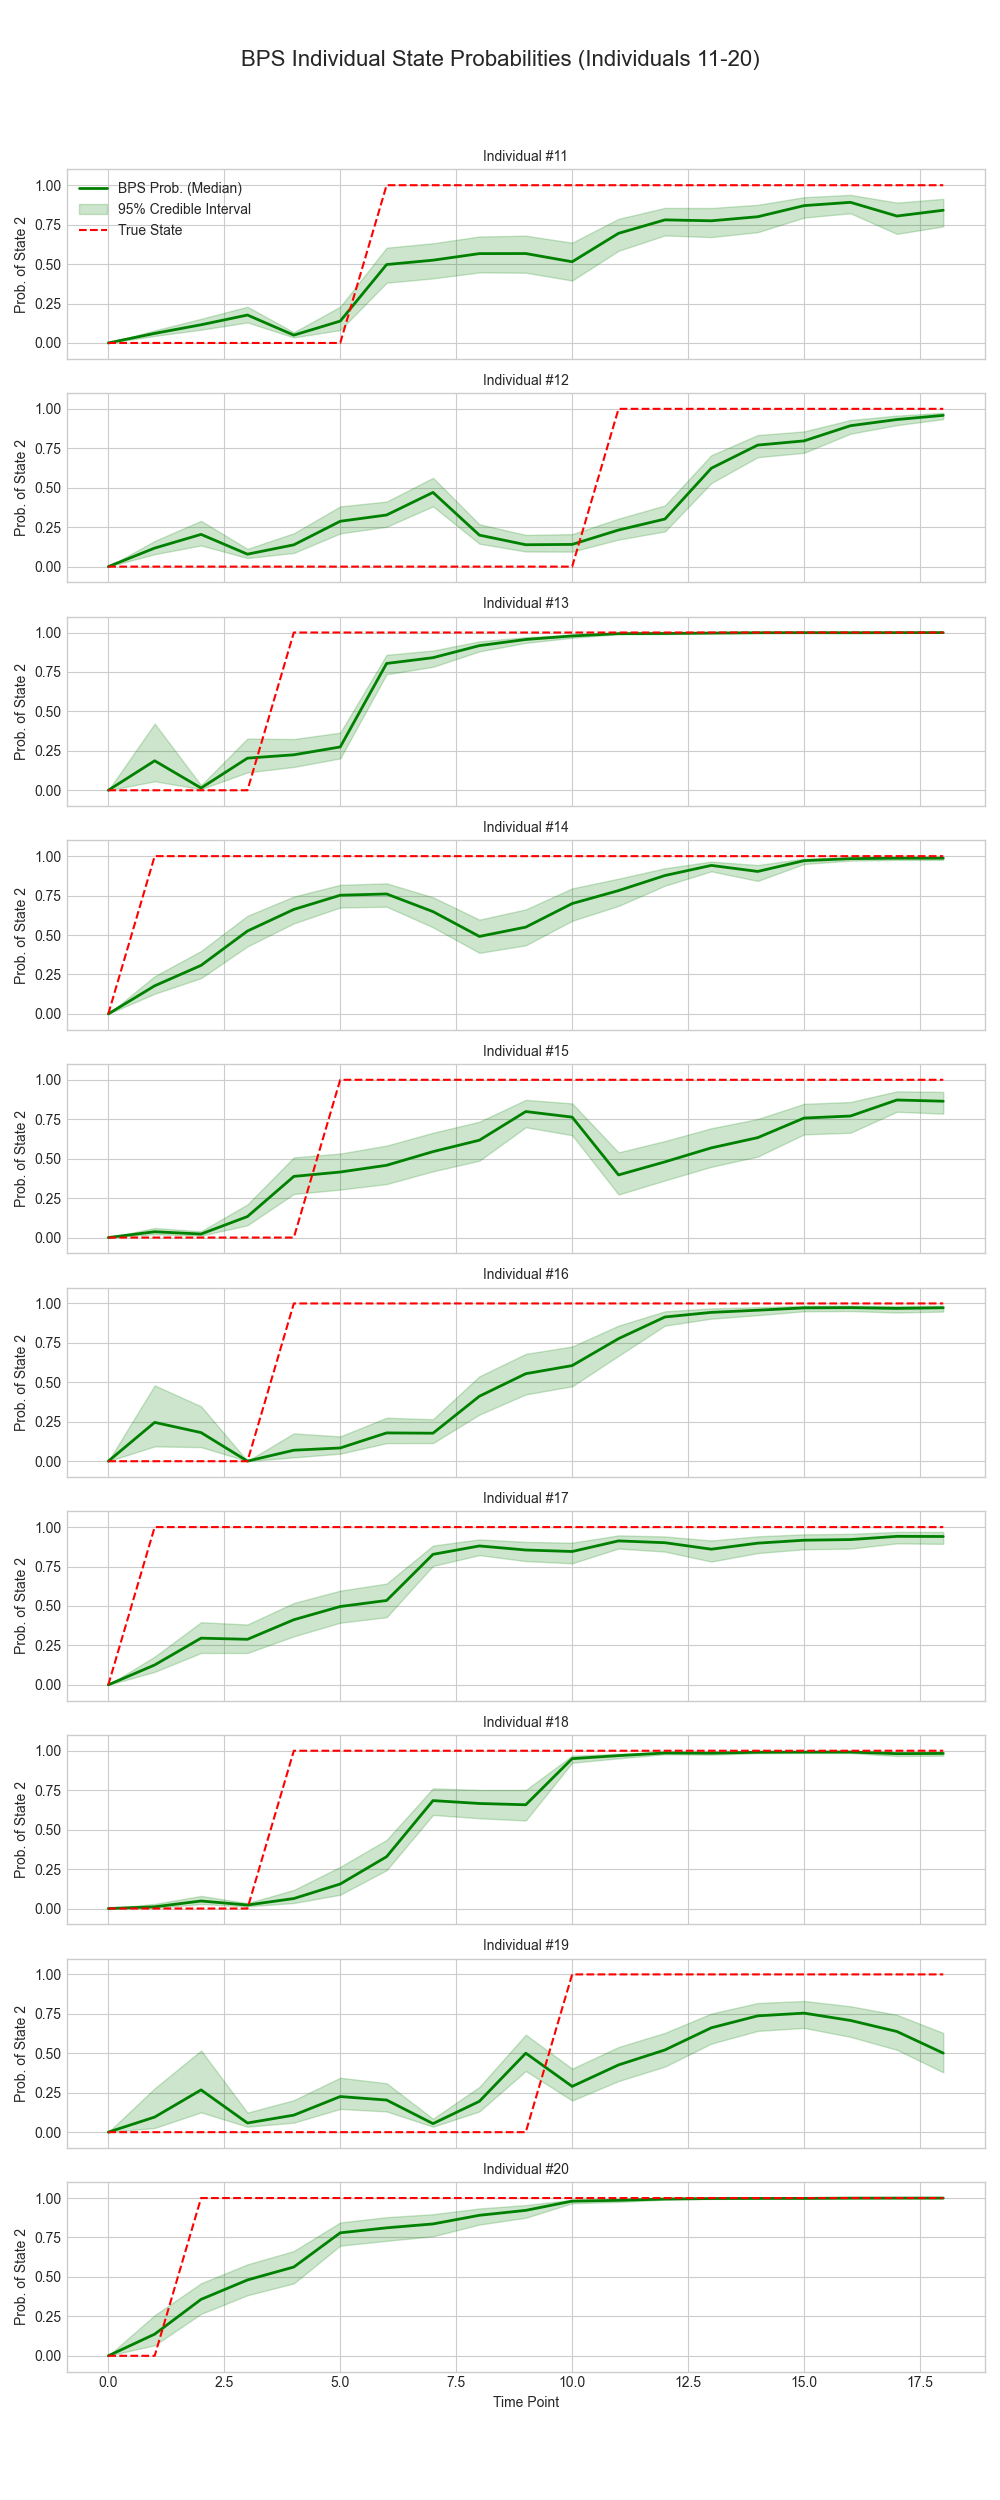 BPS Individual State Probabilities (Individuals 11-20)
Individual #11
1.00
0.75
0.50
0.25
0.00
Prob. of State 2
BPS Prob. (Median)
95% Credible Interval
True State
Individual #12
1.00
0.75
0.50
0.25
0.00
Prob. of State 2
Individual #13
1.00
0.75
0.50
0.25
0.00
Prob. of State 2
Individual #14
1.00
0.75
0.50
0.25
0.00
Prob. of State 2
Individual #15
1.00
0.75
0.50
0.25
0.00
Prob. of State 2
Individual #16
1.00
0.75
0.50
0.25
0.00
Prob. of State 2
Individual #17
1.00
0.75
0.50
0.25
0.00
Prob. of State 2
Individual #18
1.00
0.75
0.50
0.25
0.00
Prob. of State 2
Individual #19
1.00
0.75
0.50
0.25
0.00
Prob. of State 2
Individual #20
1.00
0.75
0.50
0.25
0.00
Prob. of State 2
0.0 2.5 5.0 7.5 10.0 12.5 15.0 17.5
Time Point